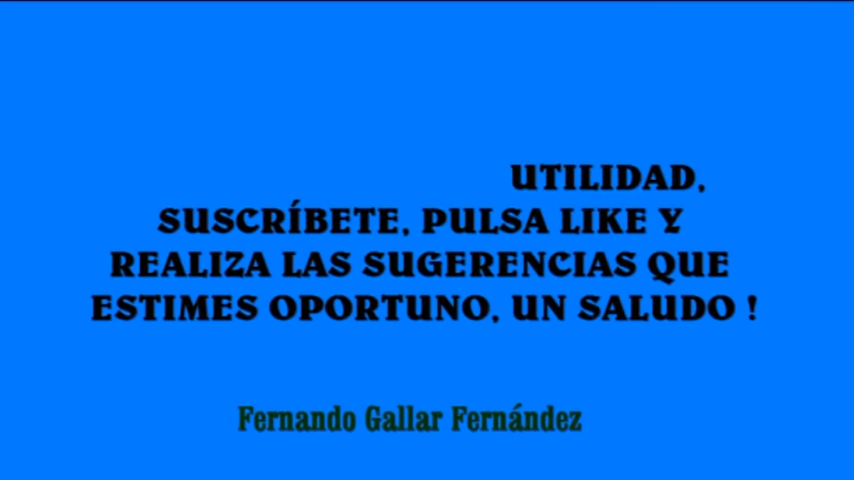 UTILIDAD,
SUSCRÍBETE, PULSA LIKE Y
REALIZA LAS SUGERENCIAS QUE
ESTIMES OPORTUNO, UN SALUDO !
Fernando Gallar Fernández